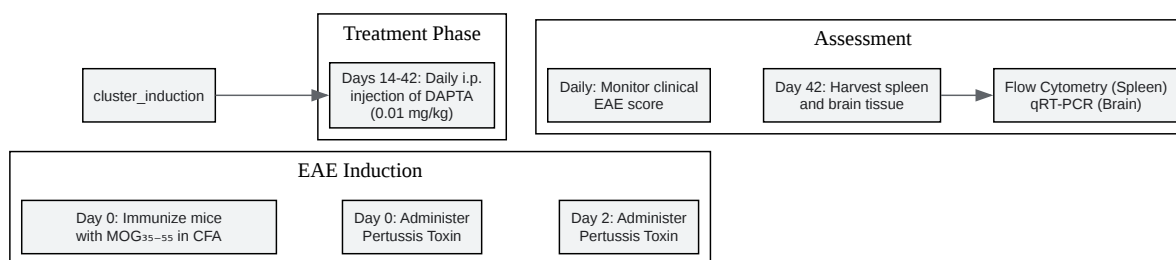 Treatment Phase
cluster_induction
Days 14-42: Daily i.p.
injection of DAPTA
(0.01 mg/kg)
Assessment
Daily: Monitor clinical
EAE score
Day 42: Harvest spleen
and brain tissue
Flow Cytometry (Spleen)
qRT-PCR (Brain)
EAE Induction
Day 0: Immunize mice
with MOG₃₅₋₅₅ in CFA
Day 0: Administer
Pertussis Toxin
Day 2: Administer
Pertussis Toxin